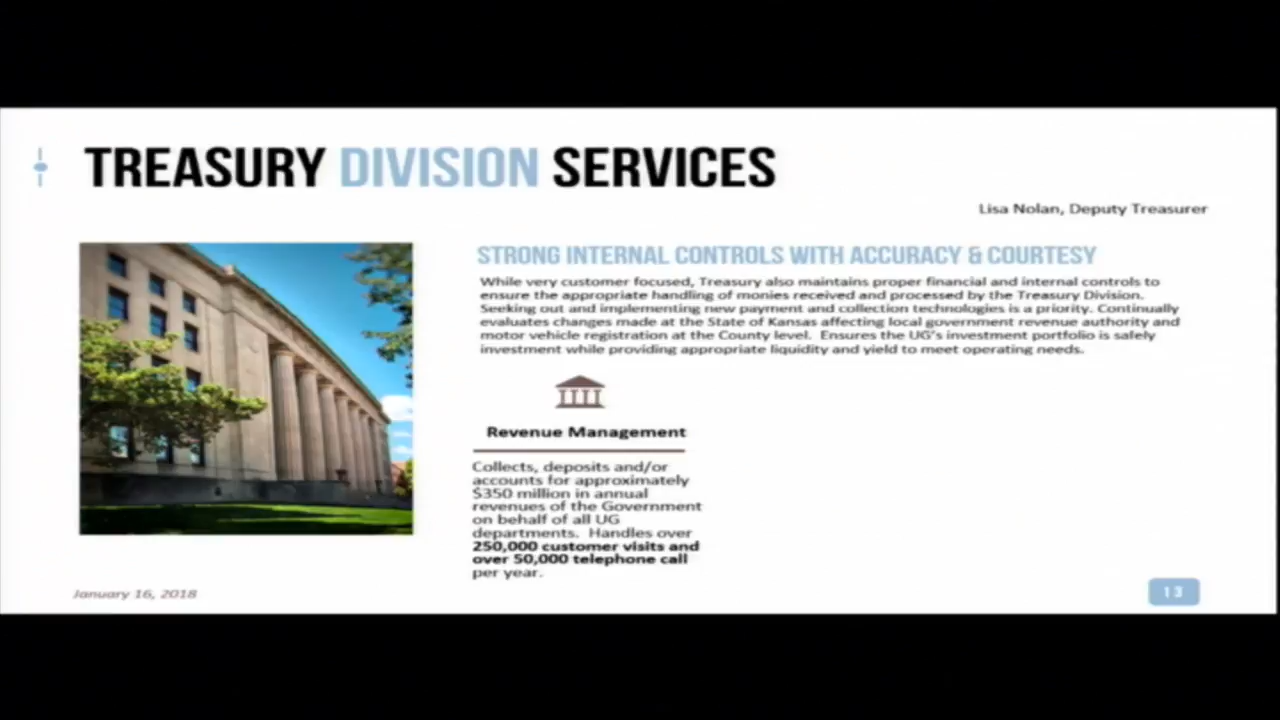 TREASURY DIVISION SERVICES
Lisa Nolan, Deputy Treasurer
STRONG INTERNAL CONTROLS WITH ACCURACY & COURTESY
While very customer focused, Treasury also maintains proper financial and internal controls to
ensure the appropriate handling of monies received and processed by the Treasury Division.
Seeking out and implementing new payment and collection technologies is a priority. Continually
evaluates changes made at the State of Kansas affecting local government revenue authority and
motor vehicle registration at the County level.  Ensures the UG's investment portfolio is safely
investment while providing appropriate liquidity and yield to meet operating needs.
Revenue Management
Collects, deposits and/or
accounts for approximately
$350 million in annual
revenues of the Government
on behalf of all UG
departments.  Handles over
250,000 customer visits and
over 50,000 telephone call
per year.
January 16, 2018
13